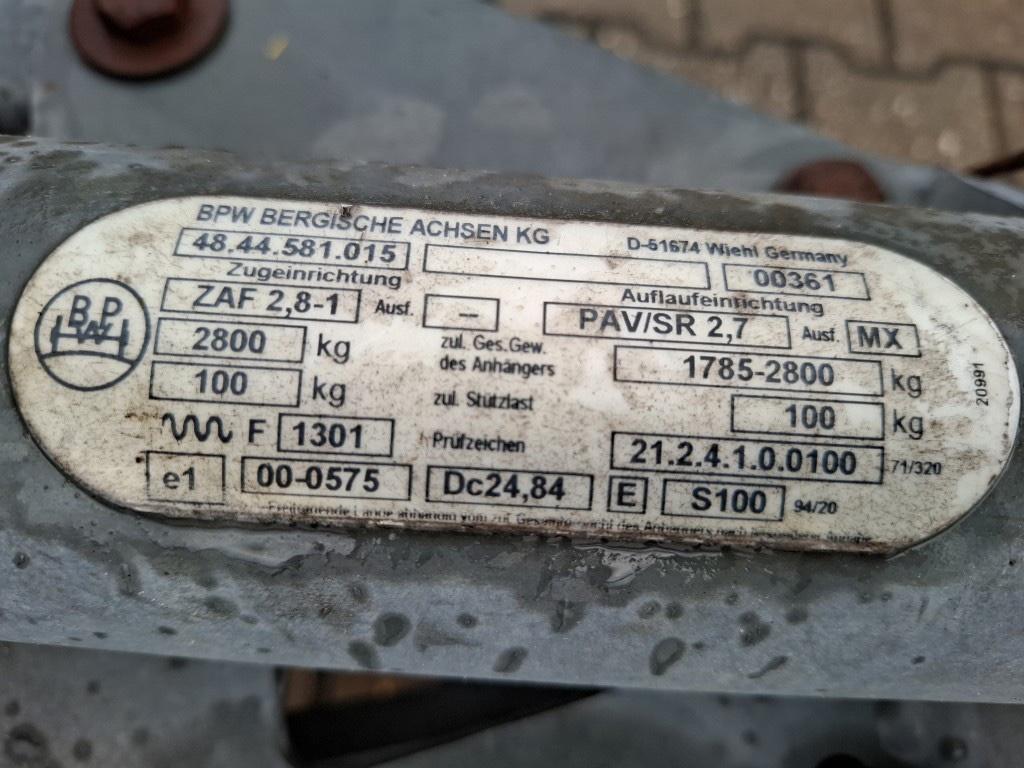 BPW BERGISCHE ACHSEN KG D-51674 Wiehl Germany
48.44.581.015 00361
Zugeinrichtung Auflaufeinrichtung
ZAF 2,8-1 Ausf. – PAV/SR 2,7 Ausf. MX
2800 kg zul. Ges. Gew. des Anhängers 1785-2800 kg
100 kg zul. Stützlast 100 kg
F 1301 Prüfzeichen 21.2.4.1.0.0100 71/320
e1 00-0575 Dc24,84 E S100 94/20
BPW
20991